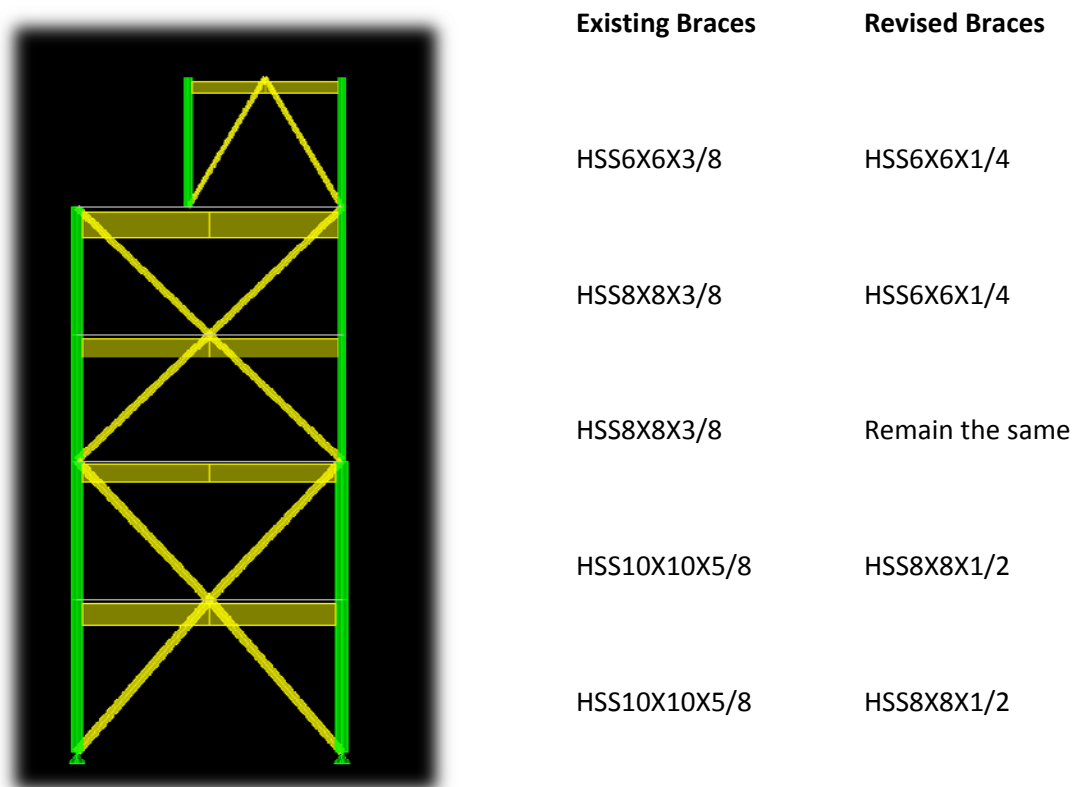 Existing Braces Revised Braces
HSS6X6X3/8 HSS6X6X1/4
HSS8X8X3/8 HSS6X6X1/4
HSS8X8X3/8 Remain the same
HSS10X10X5/8 HSS8X8X1/2
HSS10X10X5/8 HSS8X8X1/2